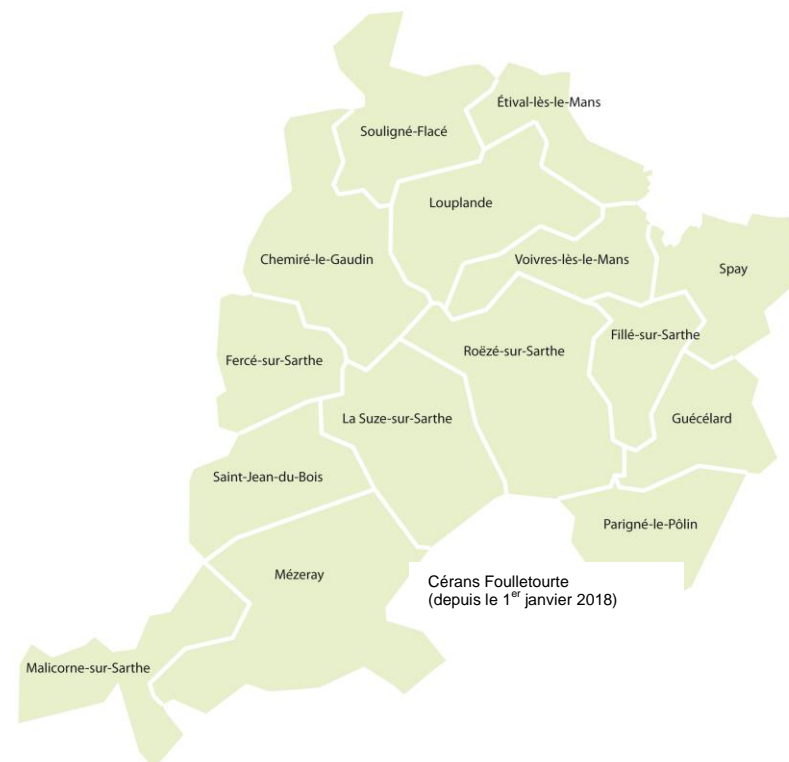 Étival-lès-le-Mans
Souligné-Flacé
Louplande
Chemiré-le-Gaudin
Voivres-lès-le-Mans
Spay
Fillé-sur-Sarthe
Roëzé-sur-Sarthe
Fercé-sur-Sarthe
La Suze-sur-Sarthe
Guécélard
Saint-Jean-du-Bois
Parigné-le-Pôlin
Mézeray
Cérans Foulletourte
(depuis le 1er janvier 2018)
Malicorne-sur-Sarthe